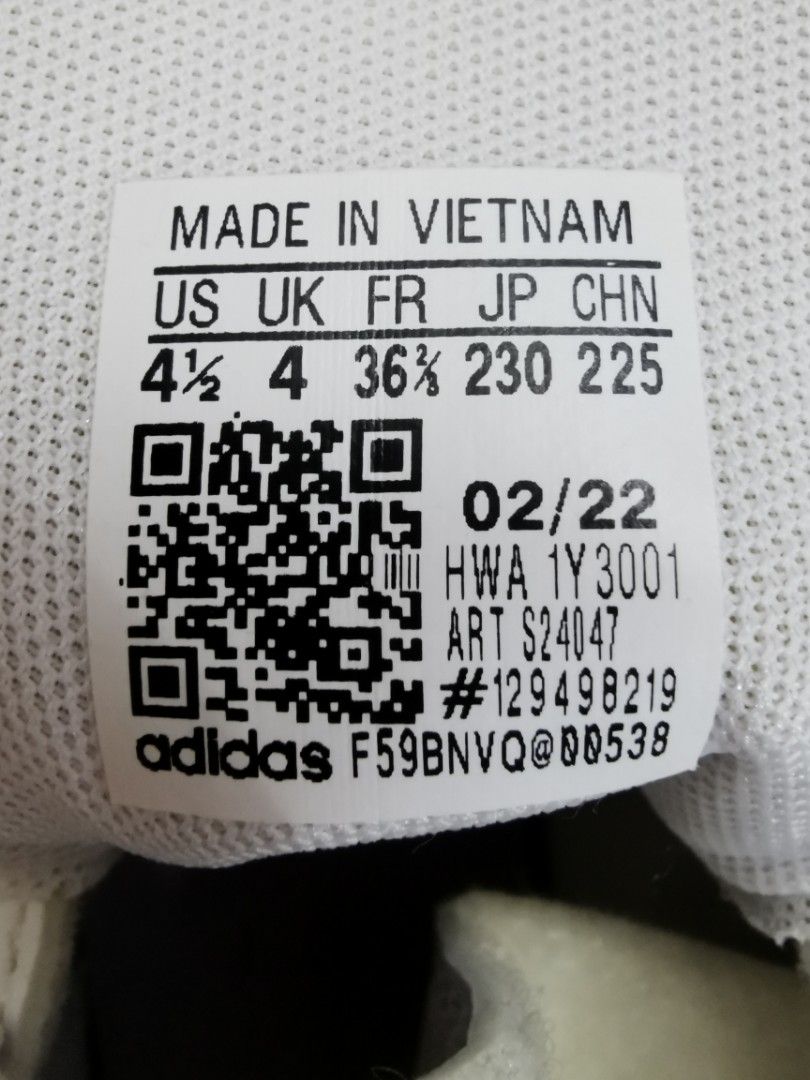 MADE IN VIETNAM
US UK FR JP CHN
4½ 4 36⅔ 230 225
02/22
HWA 1Y3001
ART S24047
#129498219
adidas F59BNVQ@00538